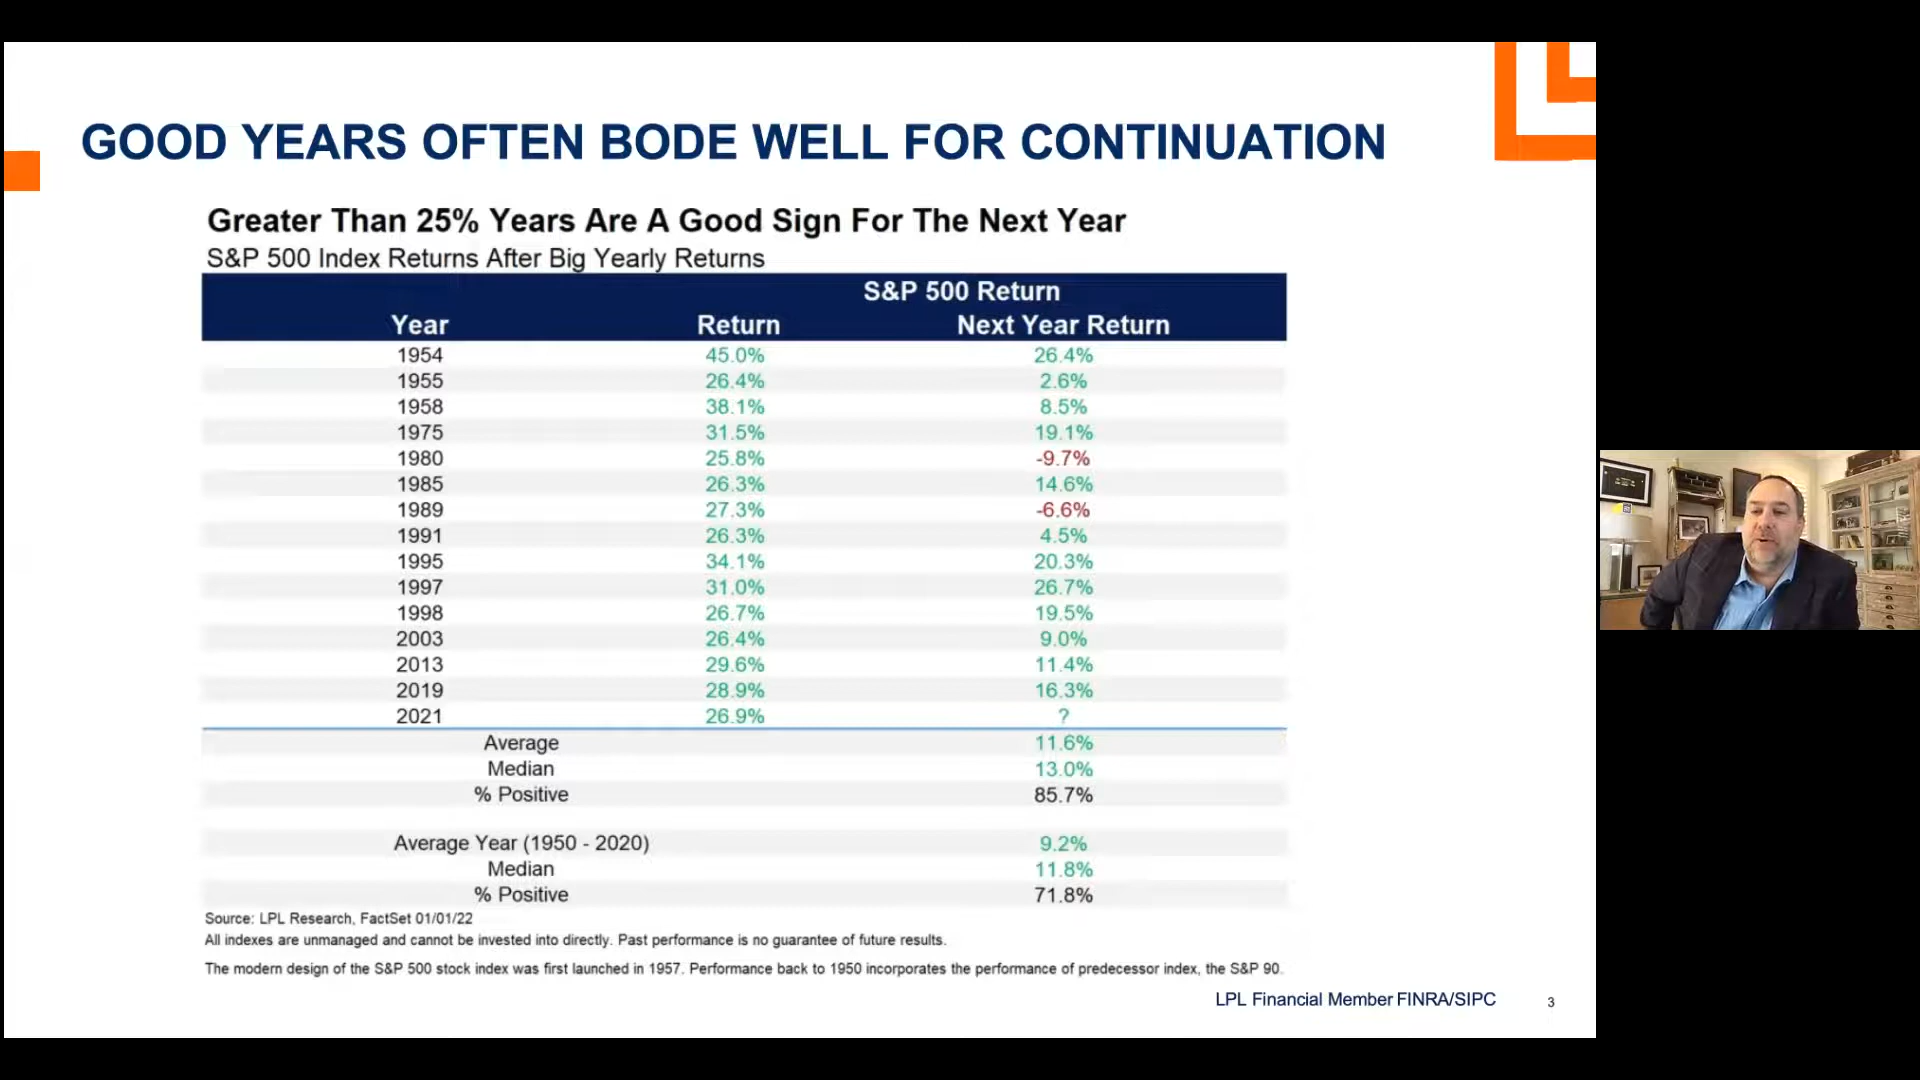 GOOD YEARS OFTEN BODE WELL FOR CONTINUATION
Greater Than 25% Years Are A Good Sign For The Next Year
S&P 500 Index Returns After Big Yearly Returns
S&P 500 Return
Year Return Next Year Return
1954 45.0% 26.4%
1955 26.4% 2.6%
1958 38.1% 8.5%
1975 31.5% 19.1%
1980 25.8% -9.7%
1985 26.3% 14.6%
1989 27.3% -6.6%
1991 26.3% 4.5%
1995 34.1% 20.3%
1997 31.0% 26.7%
1998 26.7% 19.5%
2003 26.4% 9.0%
2013 29.6% 11.4%
2019 28.9% 16.3%
2021 26.9% ?
Average 11.6%
Median 13.0%
% Positive 85.7%
Average Year (1950 - 2020) 9.2%
Median 11.8%
% Positive 71.8%
Source: LPL Research, FactSet 01/01/22
All indexes are unmanaged and cannot be invested into directly. Past performance is no guarantee of future results.
The modern design of the S&P 500 stock index was first launched in 1957. Performance back to 1950 incorporates the performance of predecessor index, the S&P 90.
LPL Financial Member FINRA/SIPC 3